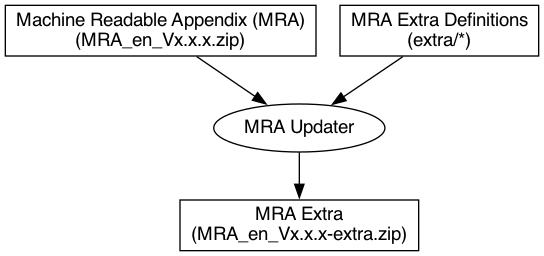 Machine Readable Appendix (MRA)
(MRA_en_Vx.x.x.zip)
MRA Extra Definitions
(extra/*)
MRA Updater
MRA Extra
(MRA_en_Vx.x.x-extra.zip)